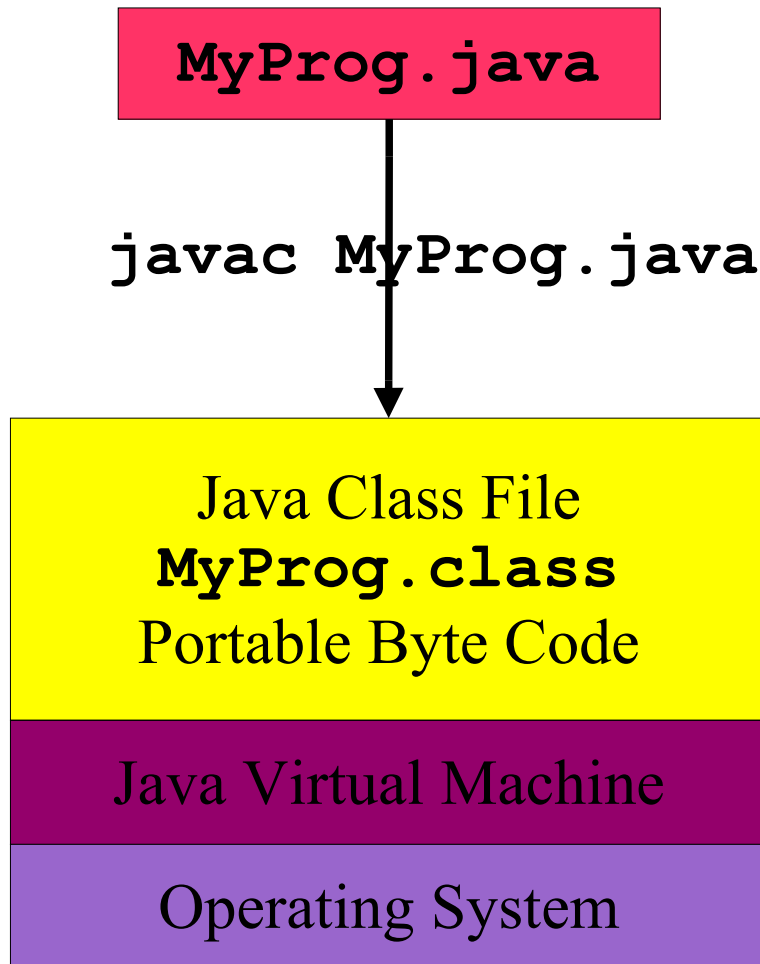 MyProg.java
javac MyProg.java
Java Class File
MyProg.class
Portable Byte Code
Java Virtual Machine
Operating System